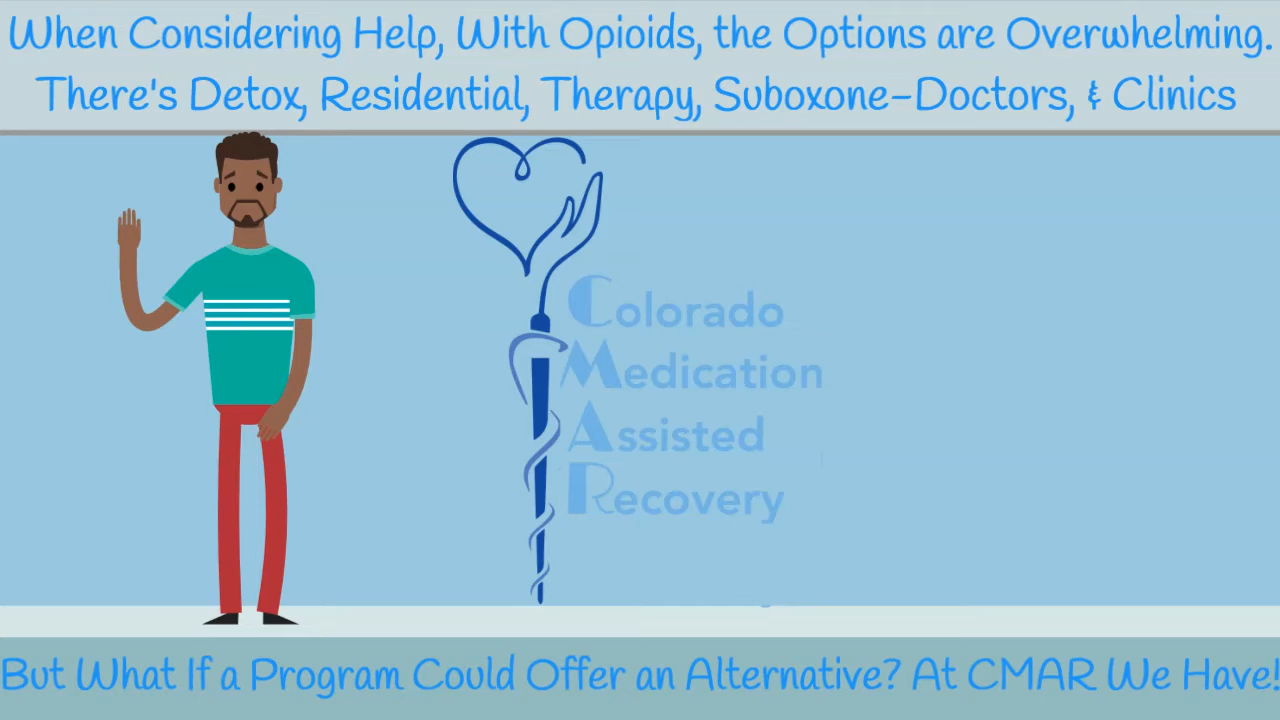 When Considering Help, With Opioids, the Options are Overwhelming.
There's Detox, Residential, Therapy, Suboxone-Doctors, & Clinics
Colorado
Medication
Assisted
Recovery
But What If a Program Could Offer an Alternative? At CMAR We Have!